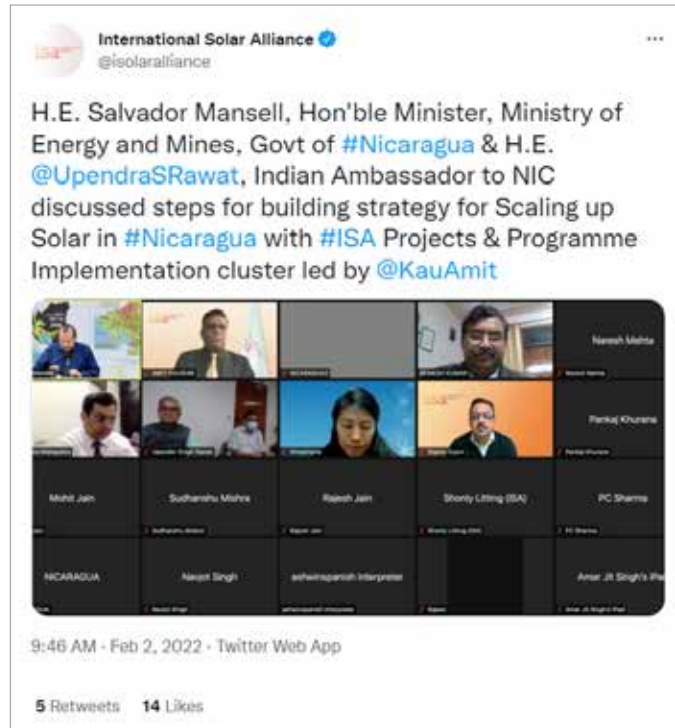 International Solar Alliance
@isolaralliance
...
H.E. Salvador Mansell, Hon'ble Minister, Ministry of
Energy and Mines, Govt of #Nicaragua & H.E.
@UpendraSRawat, Indian Ambassador to NIC
discussed steps for building strategy for Scaling up
Solar in #Nicaragua with #ISA Projects & Programme
Implementation cluster led by @KauAmit
Naresh Mehta
Pankaj Khurana
Mohit Jain
Sudhanshu Mishra
Rajesh Jain
Shonly Litting (ISA)
PC Sharma
NICARAGUA
Navjot Singh
ashwinspanish Interpreter
Amar Jit Singh's iPad
9:46 AM · Feb 2, 2022 · Twitter Web App
5 Retweets 14 Likes